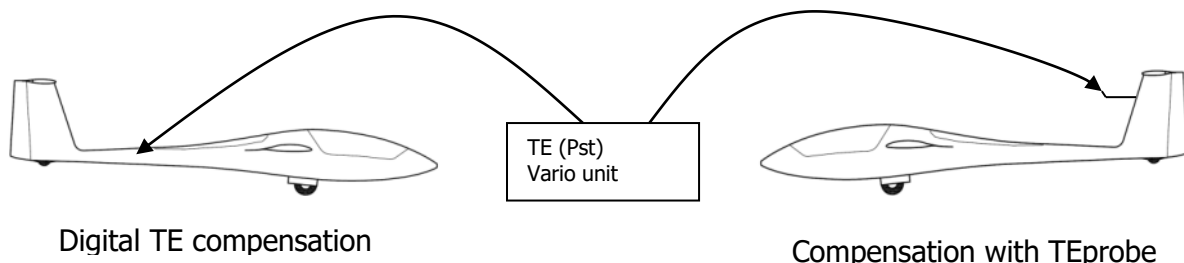 TE (Pst)
Vario unit
Digital TE compensation
Compensation with TEprobe